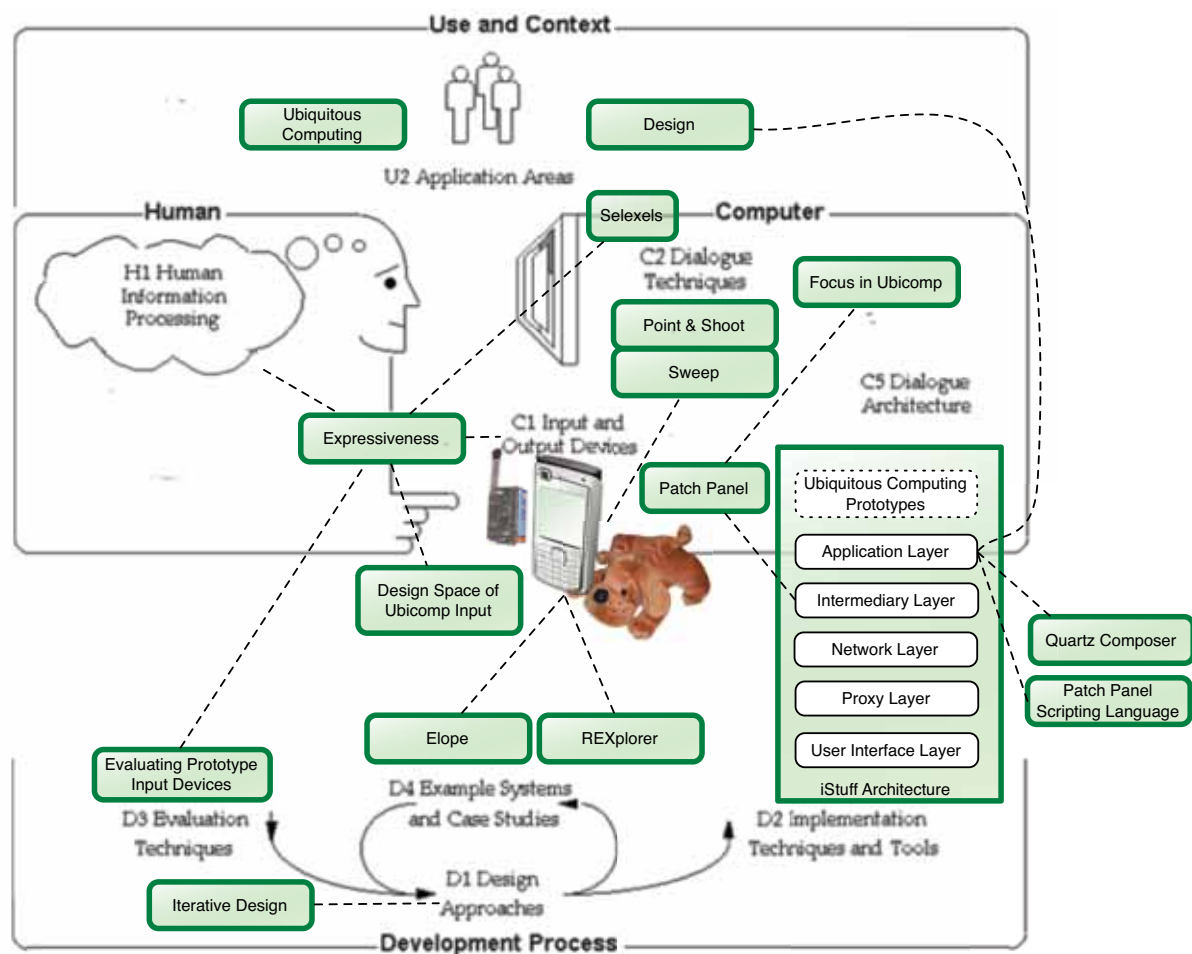 Use and Context
Ubiquitous
Computing
Design
U2 Application Areas
Human
Selexels
Computer
H1 Human
Information
Processing
C2 Dialogue
Techniques
Focus in Ubicomp
Point & Shoot
Sweep
C5 Dialogue
Architecture
Expressiveness
C1 Input and
Output Devices
Patch Panel
Ubiquitous Computing
Prototypes
Application Layer
Intermediary Layer
Network Layer
Proxy Layer
User Interface Layer
iStuff Architecture
Design Space of
Ubicomp Input
Quartz Composer
Patch Panel
Scripting Language
Elope
REXplorer
Evaluating Prototype
Input Devices
D4 Example Systems
and Case Studies
D3 Evaluation
Techniques
D2 Implementation
Techniques and Tools
D1 Design
Approaches
Iterative Design
Development Process